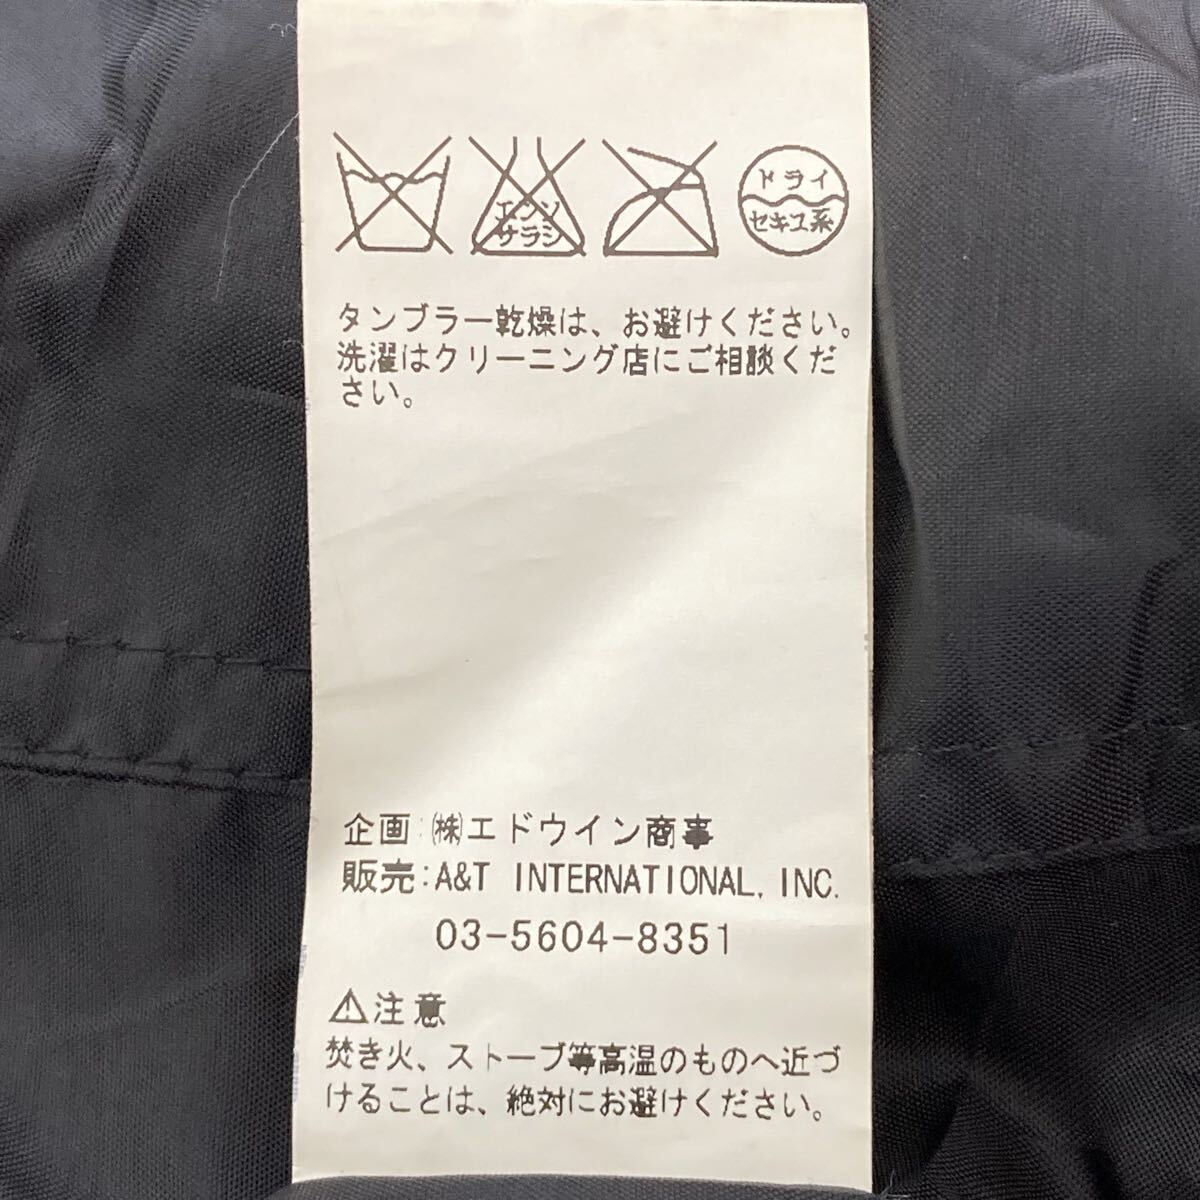 エンソ
サラシ
ドライ
セキユ系
タンブラー乾燥は、お避けください。
洗濯はクリーニング店にご相談くだ
さい。
企画:㈱エドウイン商事
販売:A&T INTERNATIONAL, INC.
03-5604-8351
⚠注意
焚き火、ストーブ等高温のものへ近づ
けることは、絶対にお避けください。